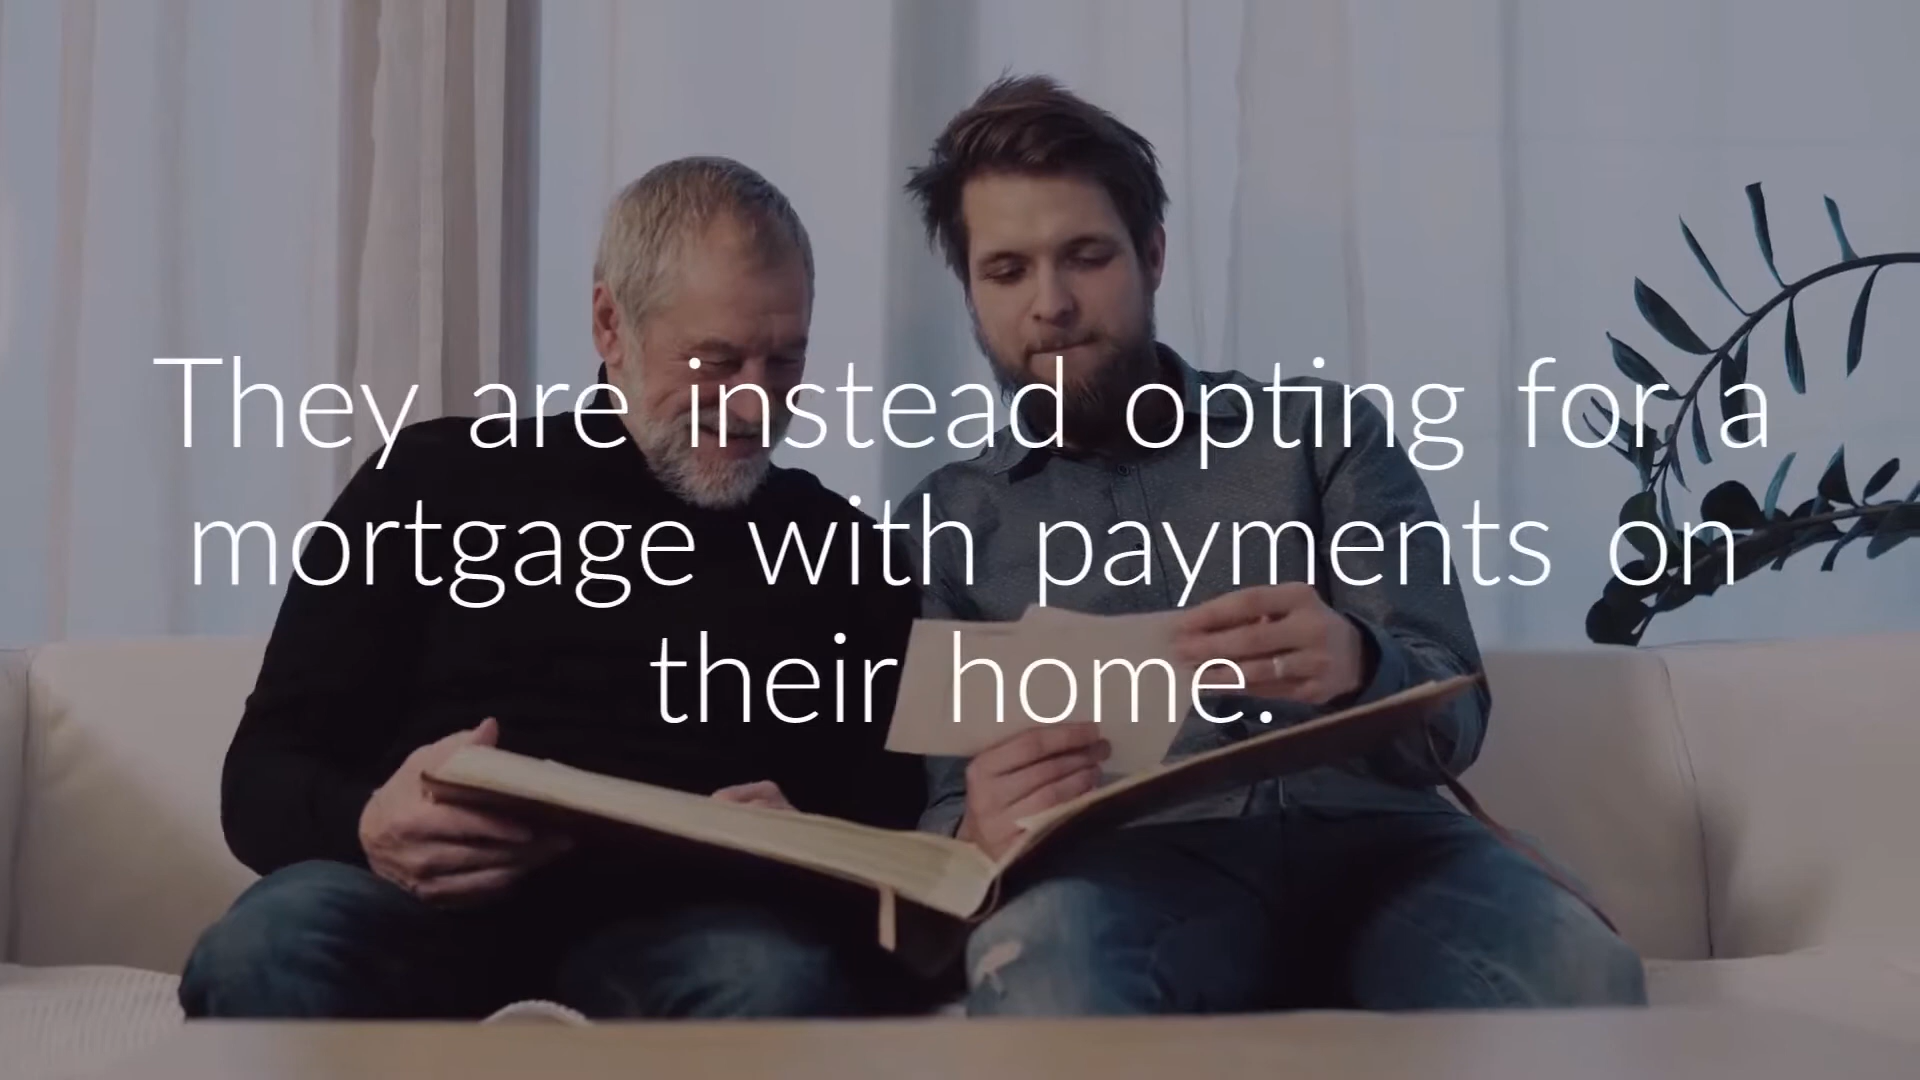 They are instead opting for a
mortgage with payments on
their home.